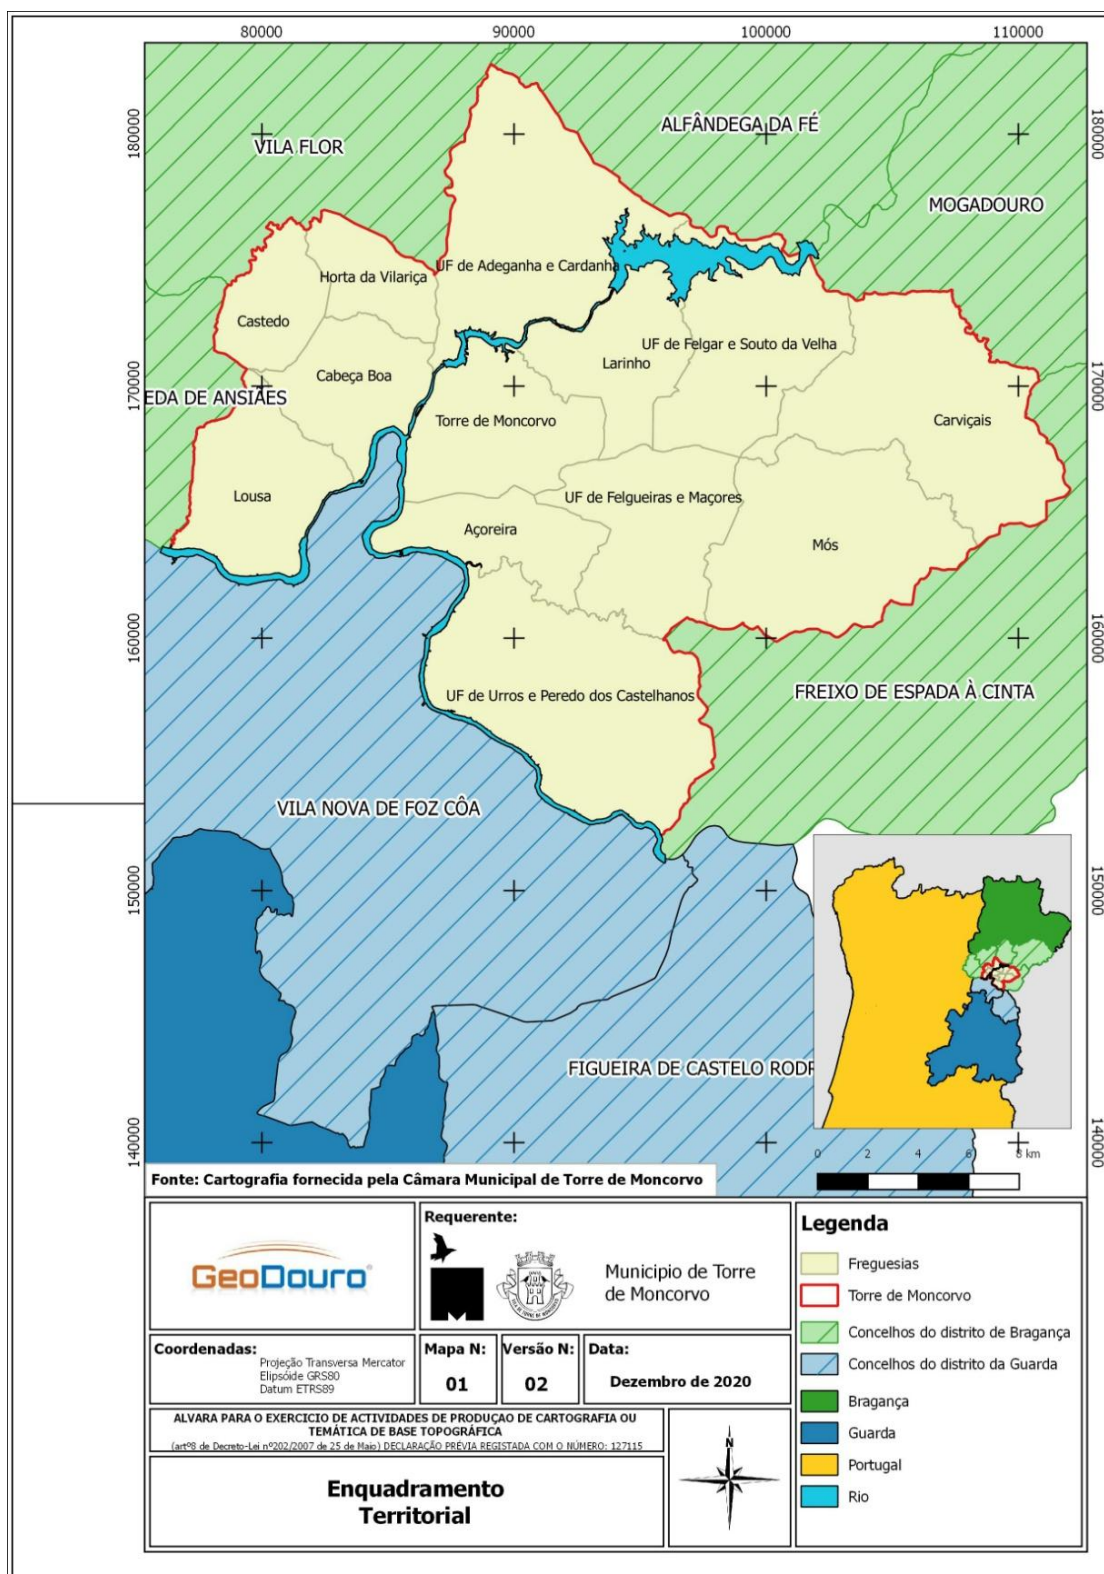 80000
90000
100000
110000
180000
180000
ALFÂNDEGA DA FÉ
VILA FLOR
MOGADOURO
UF de Adeganha e Cardanha
Horta da Vilariça
Castedo
UF de Felgar e Souto da Velha
Larinho
Cabeça Boa
170000
170000
EDA DE ANSIÃES
Torre de Moncorvo
Carviçais
Lousa
UF de Felgueiras e Maçores
Açoreira
Mós
160000
160000
UF de Urros e Peredo dos Castelhanos
FREIXO DE ESPADA À CINTA
VILA NOVA DE FOZ CÔA
150000
150000
FIGUEIRA DE CASTELO RODR
140000
140000
0 2 4 6 8 km
Fonte: Cartografia fornecida pela Câmara Municipal de Torre de Moncorvo
GeoDouro®
Requerente:
Municipio de Torre
de Moncorvo
Coordenadas:
Projeção Transversa Mercator
Elipsóide GRS80
Datum ETRS89
Mapa N:
01
Versão N:
02
Data:
Dezembro de 2020
ALVARA PARA O EXERCICIO DE ACTIVIDADES DE PRODUÇAO DE CARTOGRAFIA OU
TEMÁTICA DE BASE TOPOGRÁFICA
(artº8 de Decreto-Lei nº202/2007 de 25 de Maio) DECLARAÇÃO PRÉVIA REGISTADA COM O NÚMERO: 127115
Enquadramento
Territorial
N
Legenda
Freguesias
Torre de Moncorvo
Concelhos do distrito de Bragança
Concelhos do distrito da Guarda
Bragança
Guarda
Portugal
Rio